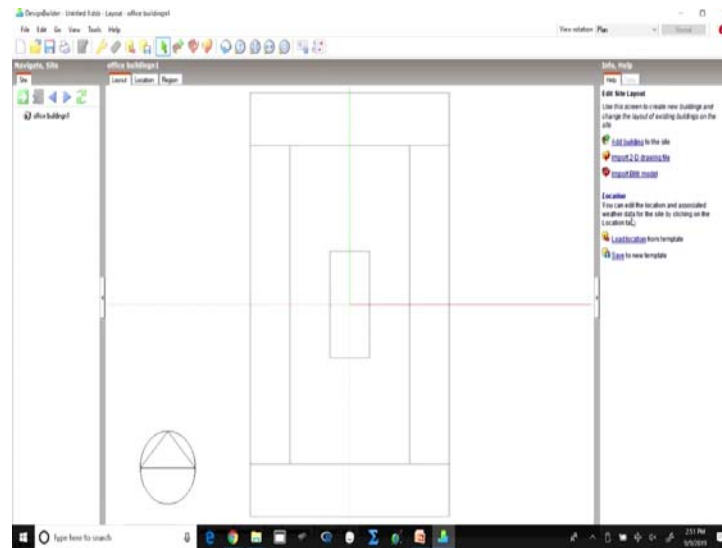 DesignBuilder - Untitled
Layout - office buildings1
File Edit Go View Tools Help
View rotation Plan
Normal
Navigate, Site
office buildings1
Info, Help
Site
Layout Location Region
Help
office buildings1
Edit Site Layout
Use this screen to create new buildings and
change the layout of existing buildings on the
site
Add building to the site
Import 2-D drawing file
Import BIM model
Location
You can edit the location and associated
weather data for the site by clicking on the
Location tab
Load location from template
Save to new template
Type here to search
2:51 PM
9/9/2019